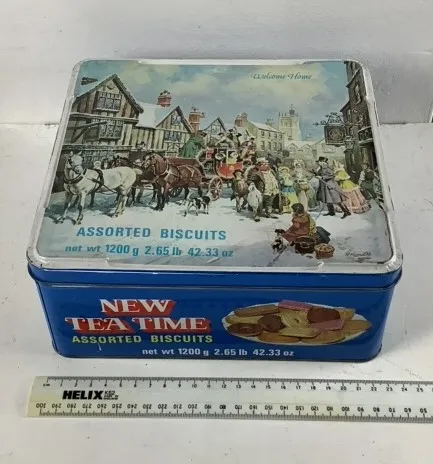 Welcome Home
ASSORTED BISCUITS
net wt 1200 g 2.65 lb 42.33 oz
NEW
TEA TIME
ASSORTED BISCUITS
net wt 1200 g 2.65 lb 42.33 oz
HELIX